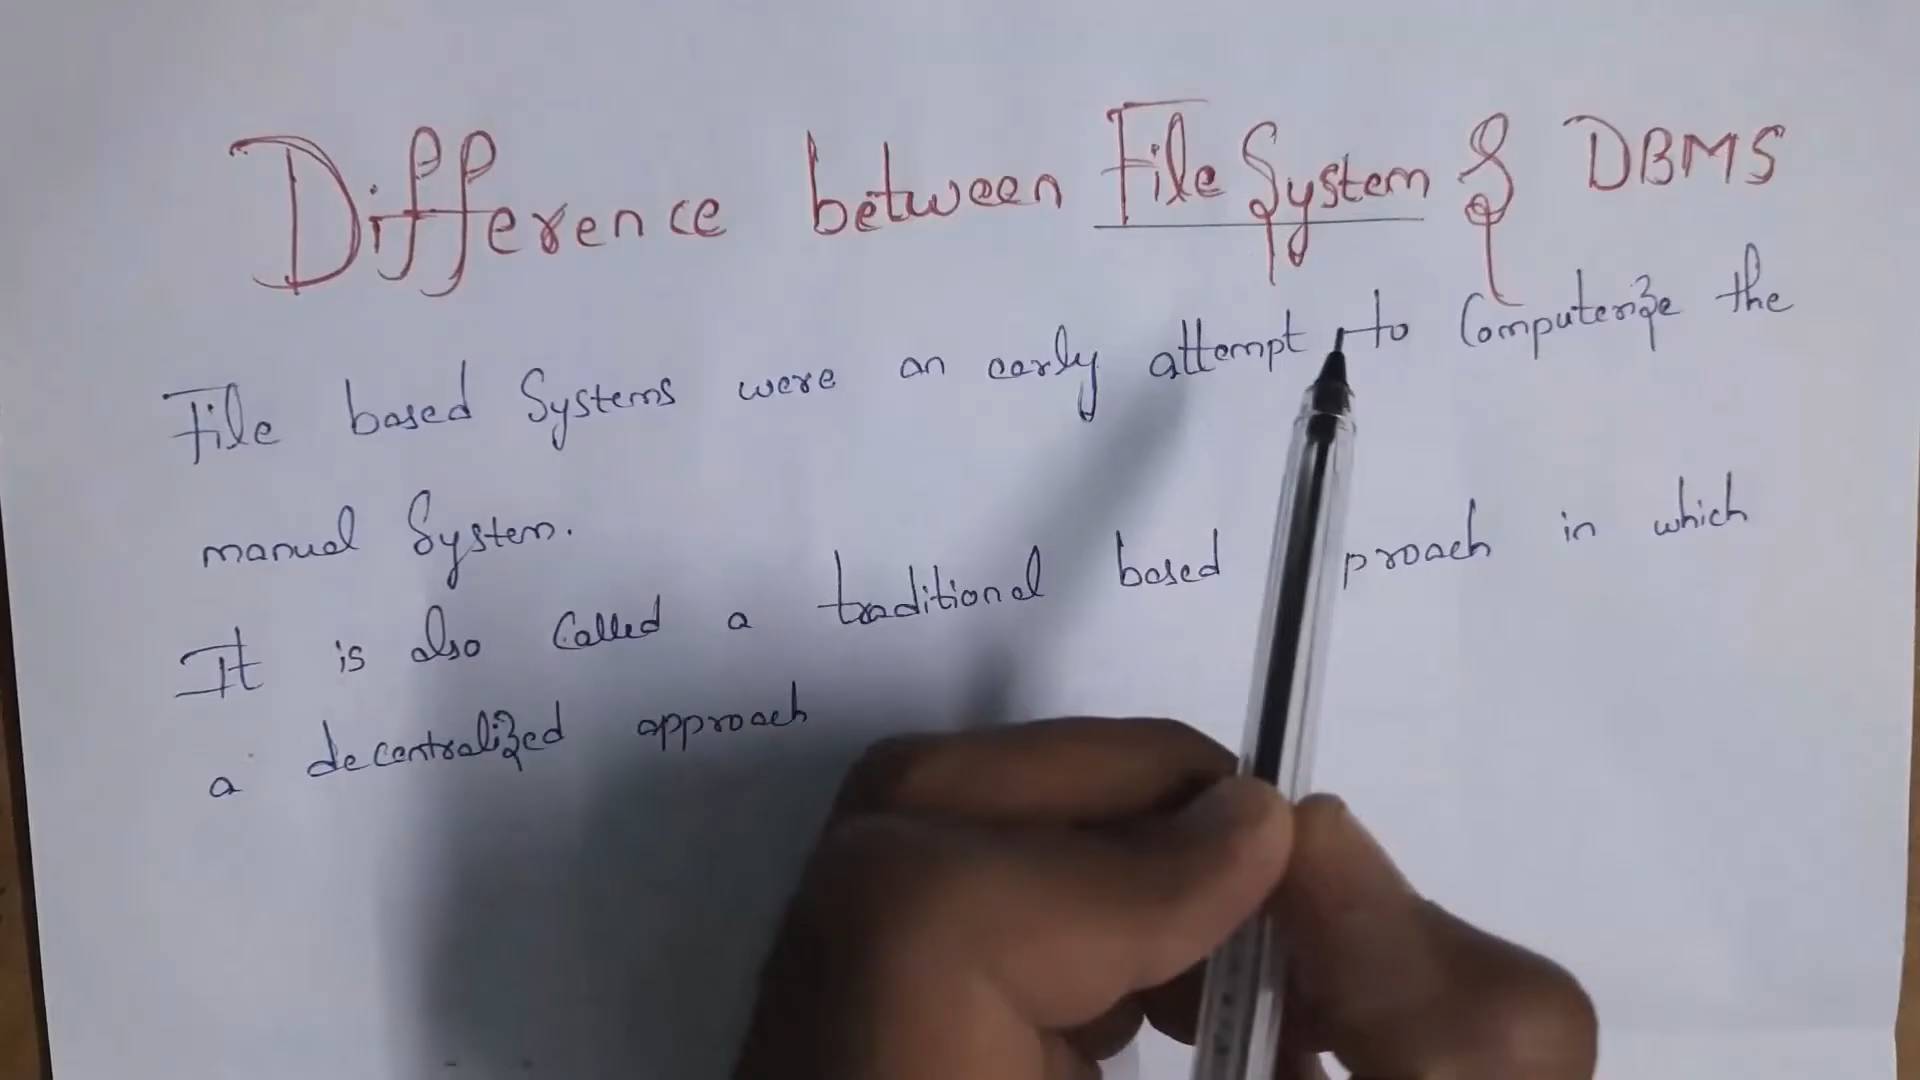 Difference between File System & DBMS
File based Systems were an early attempt to Computerize the
manual System.
It is also Called a traditional based proach in which
a decentralized approach